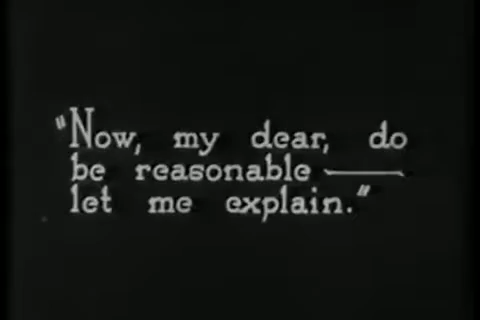 "Now, my dear, do
be reasonable —
let me explain."